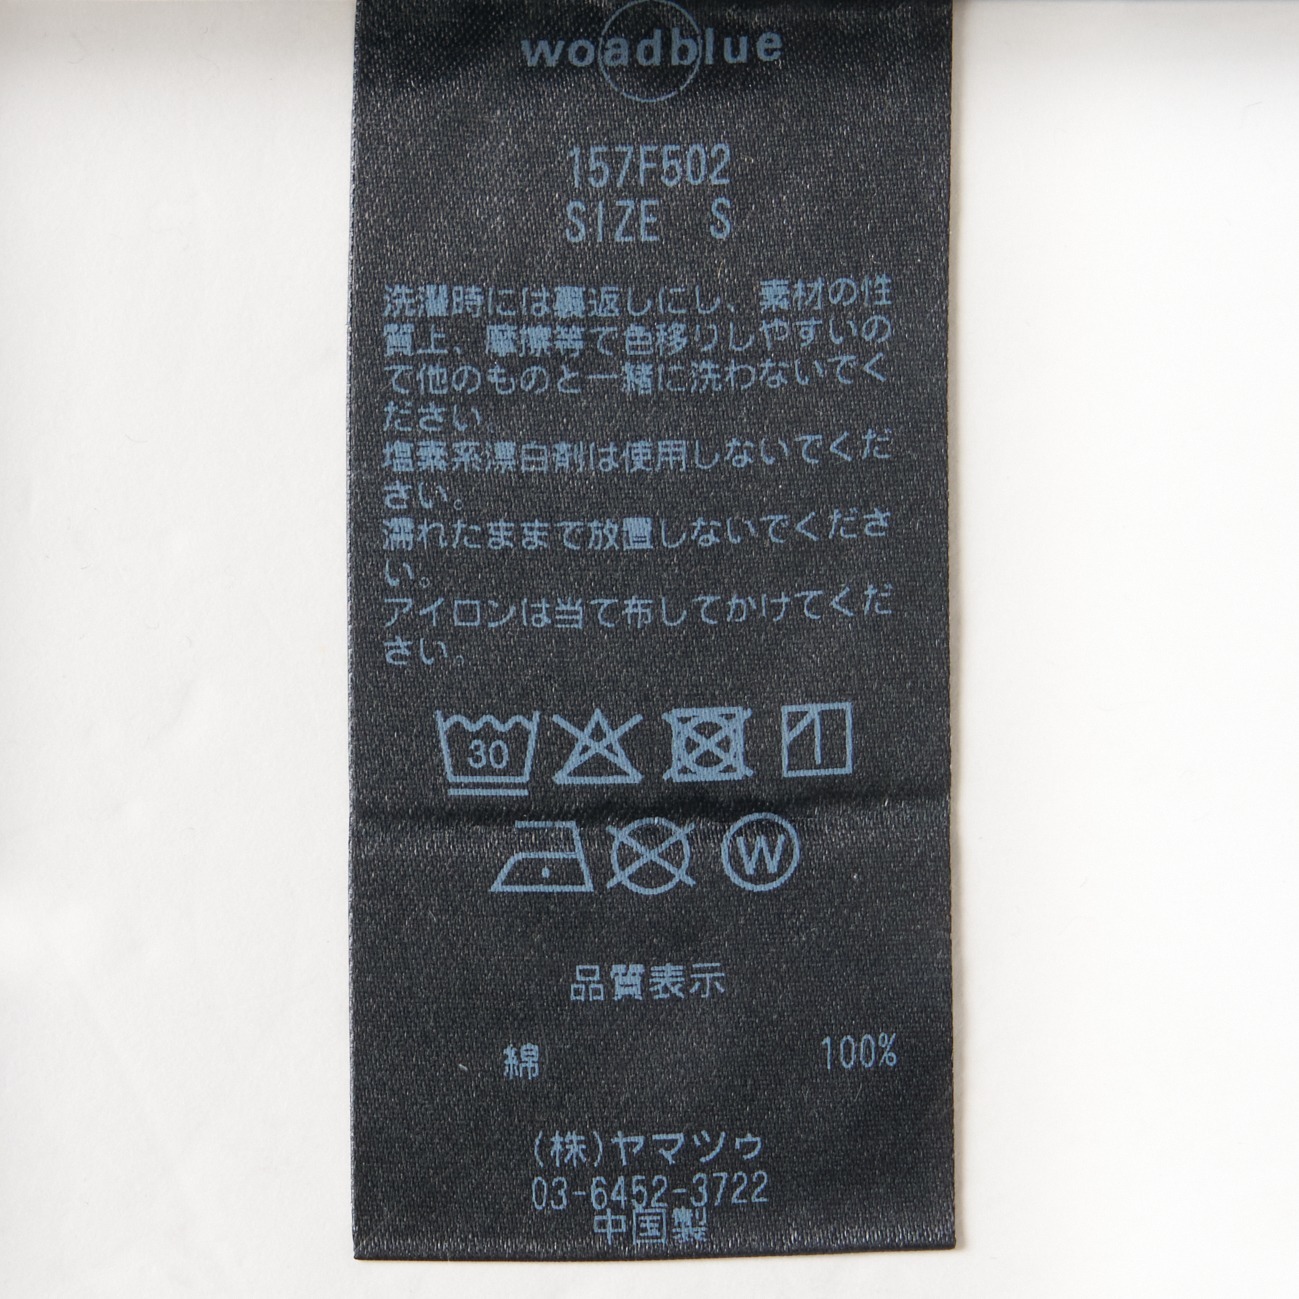 woadblue
157F502
SIZE S
洗濯時には裏返しにし、素材の性
質上、摩擦等で色移りしやすいの
で他のものと一緒に洗わないでく
ださい。
塩素系漂白剤は使用しないでくだ
さい。
濡れたままで放置しないでくださ
い。
アイロンは当て布してかけてくだ
さい。
30
W
品質表示
綿 100%
(株)ヤマツゥ
03-6452-3722
中国製